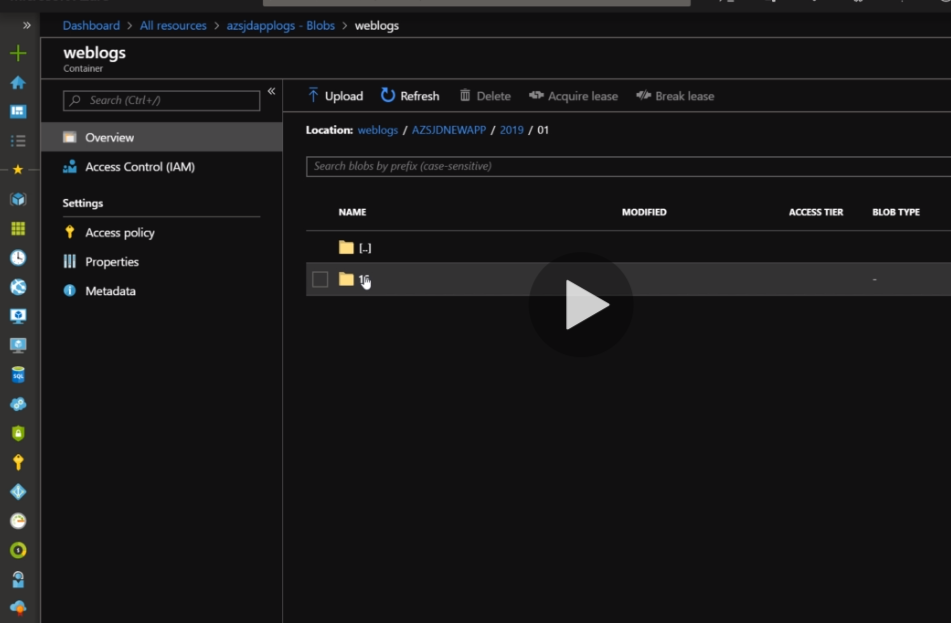 Dashboard > All resources > azsjdapplogs - Blobs > weblogs
weblogs
Container
Search (Ctrl+/)
Overview
Access Control (IAM)
Settings
Access policy
Properties
Metadata
Upload Refresh Delete Acquire lease Break lease
Location: weblogs / AZSJDNEWAPP / 2019 / 01
Search blobs by prefix (case-sensitive)
NAME MODIFIED ACCESS TIER BLOB TYPE
[..]
16 -
SQL